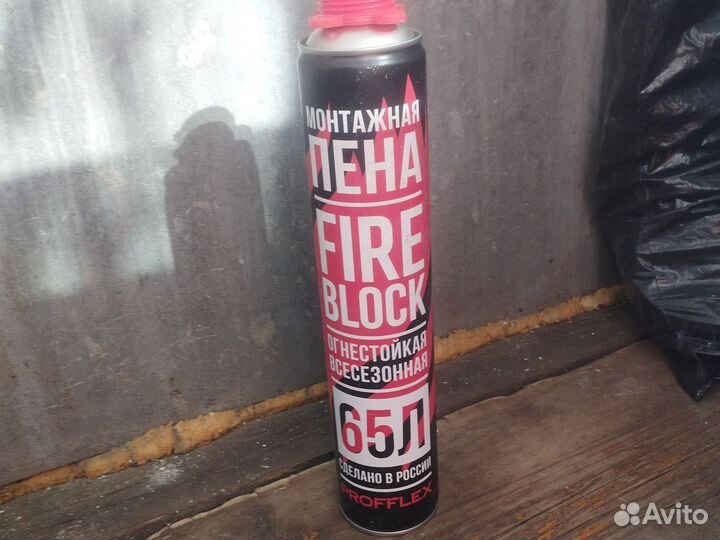 МОНТАЖНАЯ
ПЕНА
FIRE
BLOCK
ОГНЕСТОЙКАЯ
ВСЕСЕЗОННАЯ
65Л
СДЕЛАНО В РОССИИ
PROFFLEX
Avito